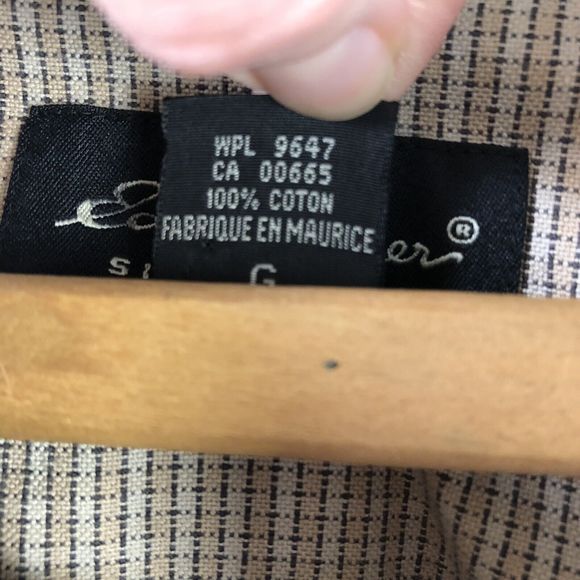 WPL 9647
CA 00665
100% COTON
FABRIQUE EN MAURICE
G
®